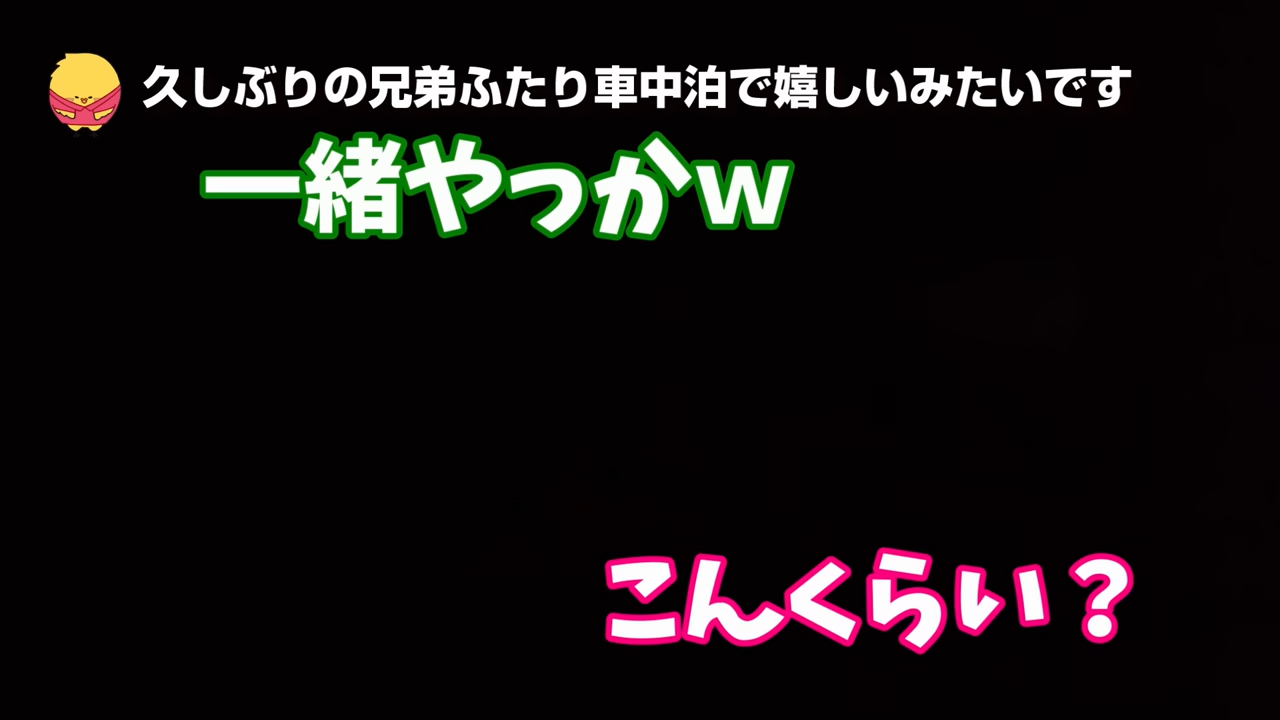 久しぶりの兄弟ふたり車中泊で嬉しいみたいです
一緒やっかw
こんくらい？